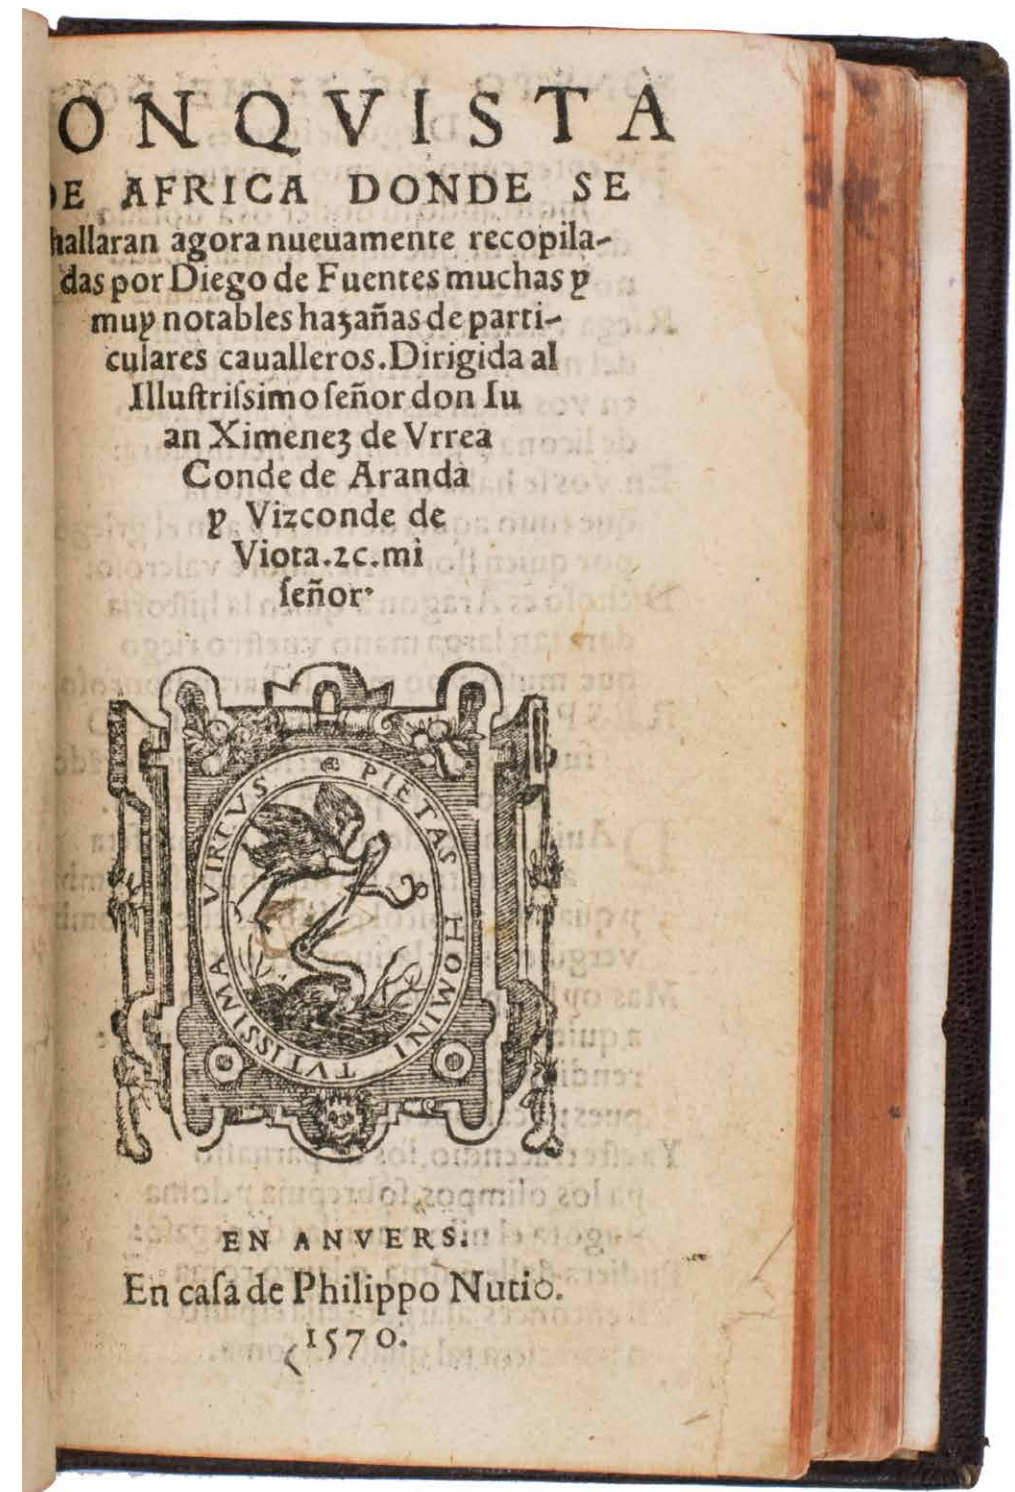 ONQVISTA
DE AFRICA DONDE SE
hallaran agora nueuamente recopila-
das por Diego de Fuentes muchas y
muy notables hazañas de parti-
culares caualleros. Dirigida al
Illustrissimo señor don Iu
an Ximenez de Vrrea
Conde de Aranda
y Vizconde de
Viota.⁊c.mi
señor.
PIETAS HOMINI TVTISSIMA VIRTVS
EN ANVERS.
En casa de Philippo Nutio.
1570.